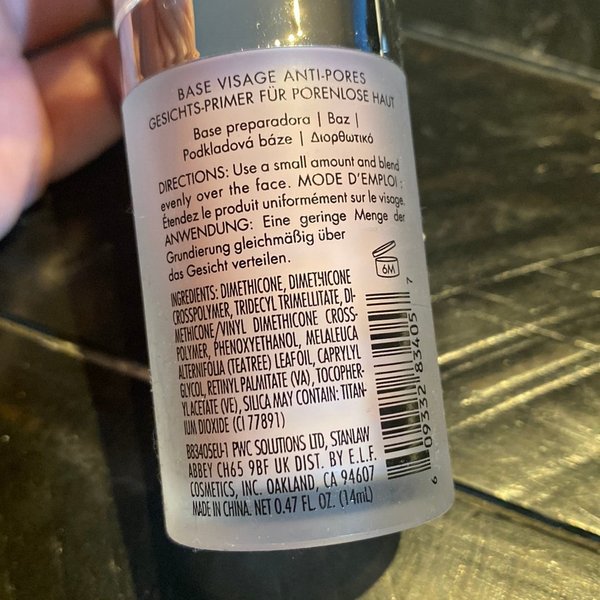 BASE VISAGE ANTI-PORES
GESICHTS-PRIMER FÜR PORENLOSE HAUT
Base preparadora | Baz |
Podkladová báze | Διορθωτικό
DIRECTIONS: Use a small amount and blend
evenly over the face. MODE D'EMPLOI :
Étendez le produit uniformément sur le visage.
ANWENDUNG: Eine geringe Menge der
Grundierung gleichmäßig über
das Gesicht verteilen.
6M
INGREDIENTS: DIMETHICONE, DIMETHICONE
CROSSPOLYMER, TRIDECYL TRIMELLITATE, DI-
METHICONE/VINYL DIMETHICONE CROSS-
POLYMER, PHENOXYETHANOL, MELALEUCA
ALTERNIFOLIA (TEATREE) LEAF OIL, CAPRYLYL
GLYCOL, RETINYL PALMITATE (VA), TOCOPHER-
YL ACETATE (VE), SILICA MAY CONTAIN: TITAN-
IUM DIOXIDE (CI 77891)
B83405EU-1 PWC SOLUTIONS LTD, STANLAW
ABBEY CH65 9BF UK DIST. BY E.L.F.
COSMETICS, INC. OAKLAND, CA 94607
MADE IN CHINA. NET 0.47 FL. OZ. (14mL)
6 09332 83405 7